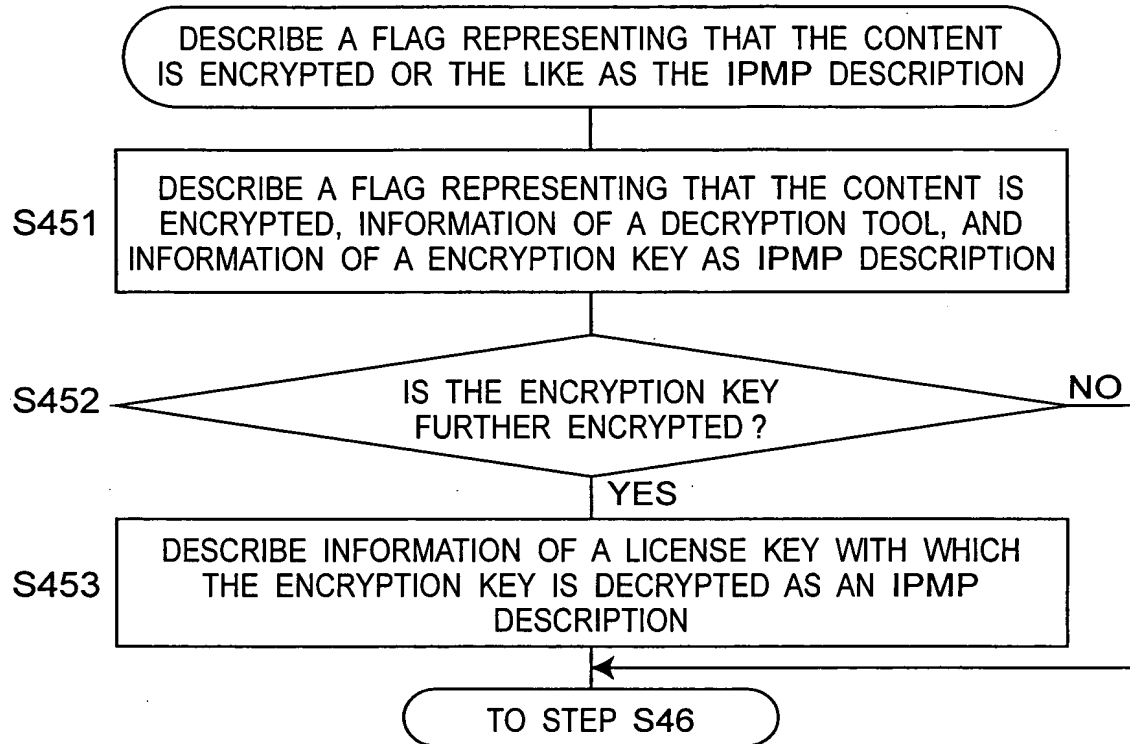 DESCRIBE A FLAG REPRESENTING THAT THE CONTENT
IS ENCRYPTED OR THE LIKE AS THE IPMP DESCRIPTION
S451
DESCRIBE A FLAG REPRESENTING THAT THE CONTENT IS
ENCRYPTED, INFORMATION OF A DECRYPTION TOOL, AND
INFORMATION OF A ENCRYPTION KEY AS IPMP DESCRIPTION
S452
IS THE ENCRYPTION KEY
FURTHER ENCRYPTED ?
NO
YES
S453
DESCRIBE INFORMATION OF A LICENSE KEY WITH WHICH
THE ENCRYPTION KEY IS DECRYPTED AS AN IPMP
DESCRIPTION
TO STEP S46